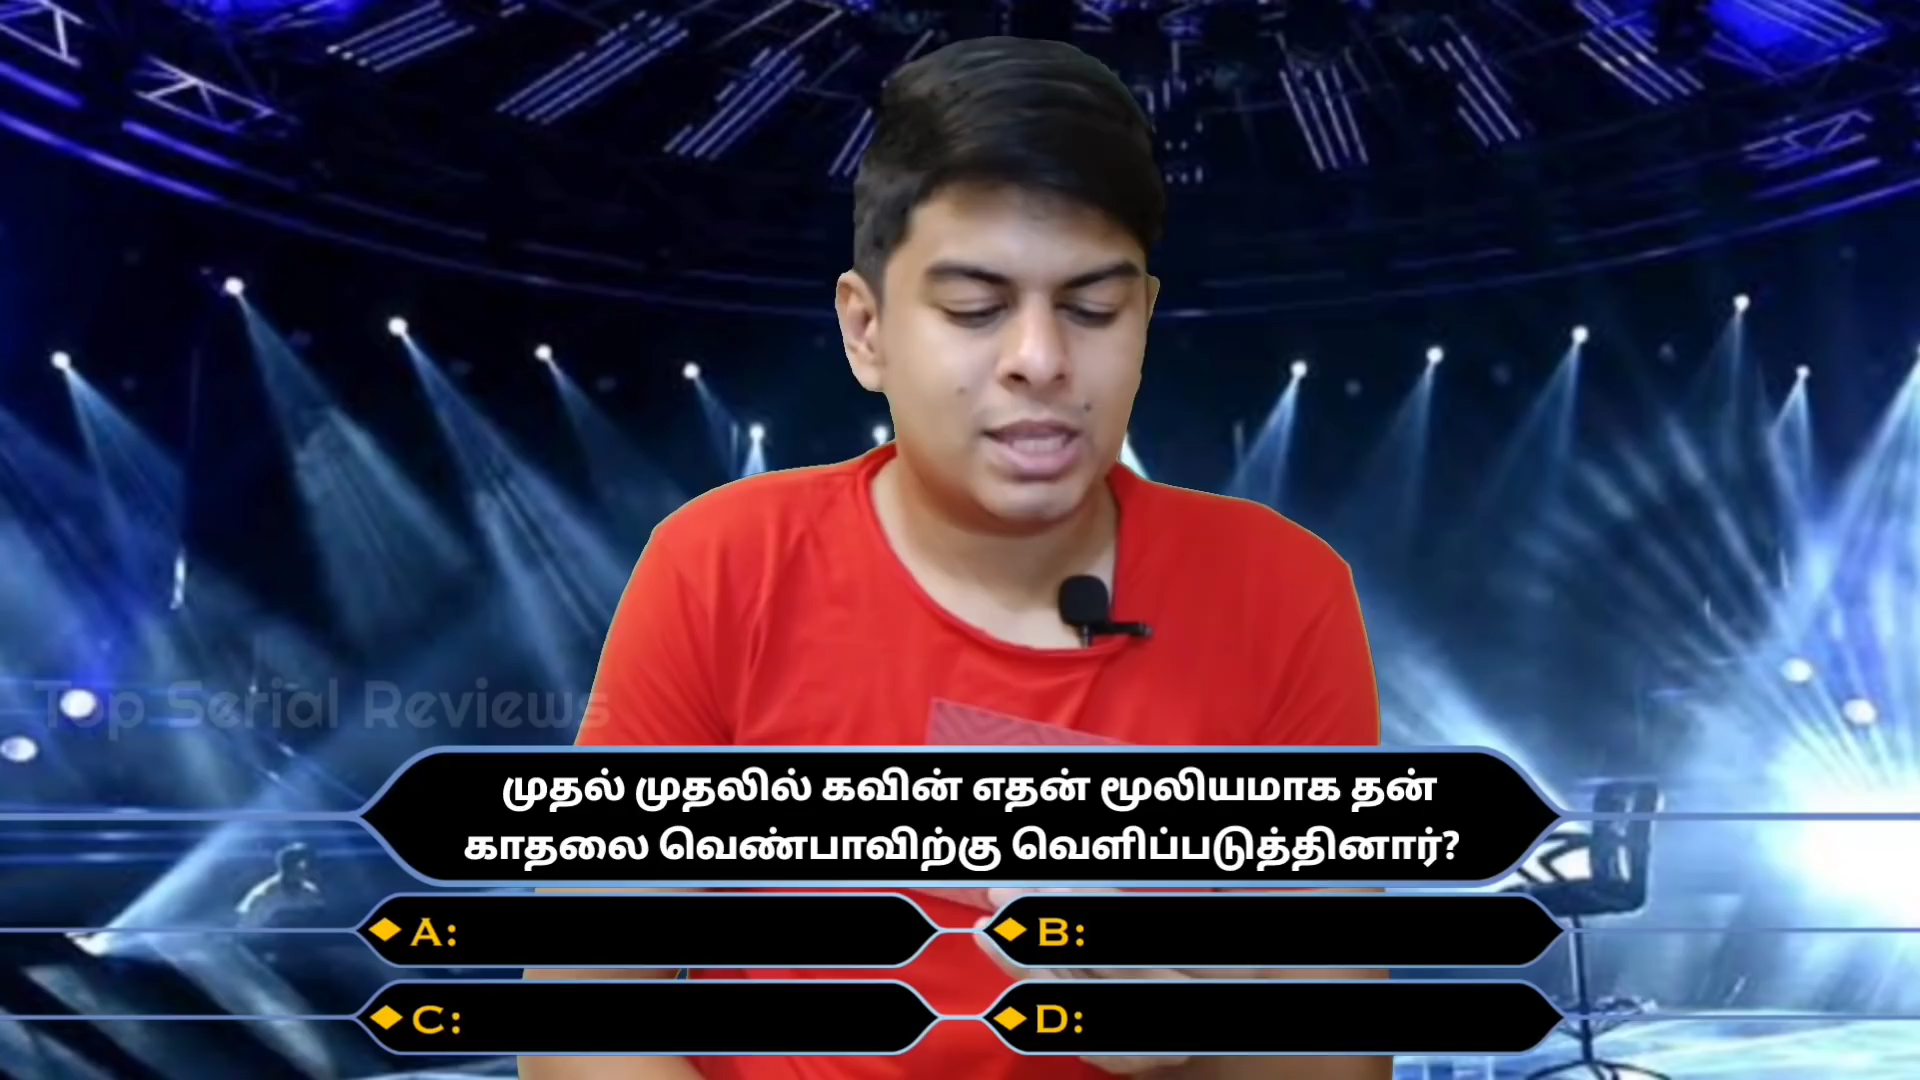 Top Serial Reviews
முதல் முதலில் கவின் எதன் மூலியமாக தன்
காதலை வெண்பாவிற்கு வெளிப்படுத்தினார்?
A:
B:
C:
D: